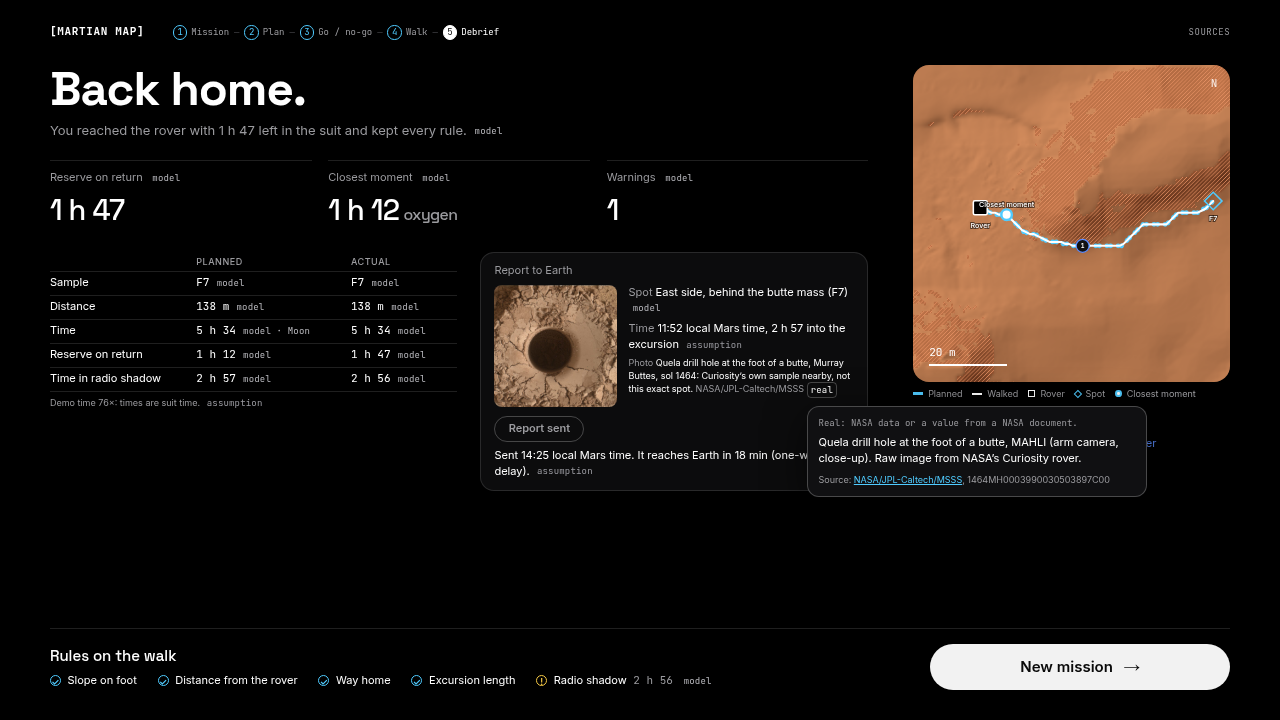 [MARTIAN MAP]
1 Mission — 2 Plan — 3 Go / no-go — 4 Walk — 5 Debrief
SOURCES
Back home.
You reached the rover with 1 h 47 left in the suit and kept every rule. model
Reserve on return model
1 h 47
Closest moment model
1 h 12 oxygen
Warnings model
1
PLANNED ACTUAL
Sample F7 model F7 model
Distance 138 m model 138 m model
Time 5 h 34 model · Moon 5 h 34 model
Reserve on return 1 h 12 model 1 h 47 model
Time in radio shadow 2 h 57 model 2 h 56 model
Demo time 76×: times are suit time. assumption
Report to Earth
Spot East side, behind the butte mass (F7)
model
Time 11:52 local Mars time, 2 h 57 into the
excursion assumption
Photo Quela drill hole at the foot of a butte, Murray
Buttes, sol 1464: Curiosity's own sample nearby, not
this exact spot. NASA/JPL-Caltech/MSSS real
Report sent
Sent 14:25 local Mars time. It reaches Earth in 18 min (one-w
delay). assumption
N
Closest moment
Rover
1
F7
20 m
Planned Walked Rover Spot Closest moment
er
Real: NASA data or a value from a NASA document.
Quela drill hole at the foot of a butte, MAHLI (arm camera,
close-up). Raw image from NASA's Curiosity rover.
Source: NASA/JPL-Caltech/MSSS, 1464MH0003990030503897C00
Rules on the walk
Slope on foot Distance from the rover Way home Excursion length Radio shadow 2 h 56 model
New mission →